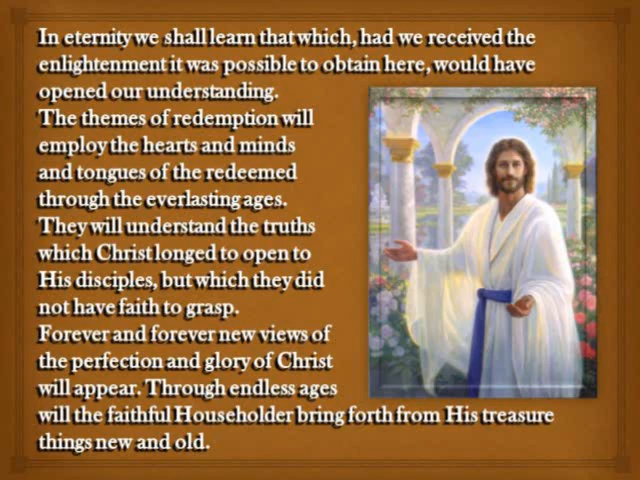 In eternity we shall learn that which, had we received the
enlightenment it was possible to obtain here, would have
opened our understanding.
The themes of redemption will
employ the hearts and minds
and tongues of the redeemed
through the everlasting ages.
They will understand the truths
which Christ longed to open to
His disciples, but which they did
not have faith to grasp.
Forever and forever new views of
the perfection and glory of Christ
will appear. Through endless ages
will the faithful Householder bring forth from His treasure
things new and old.